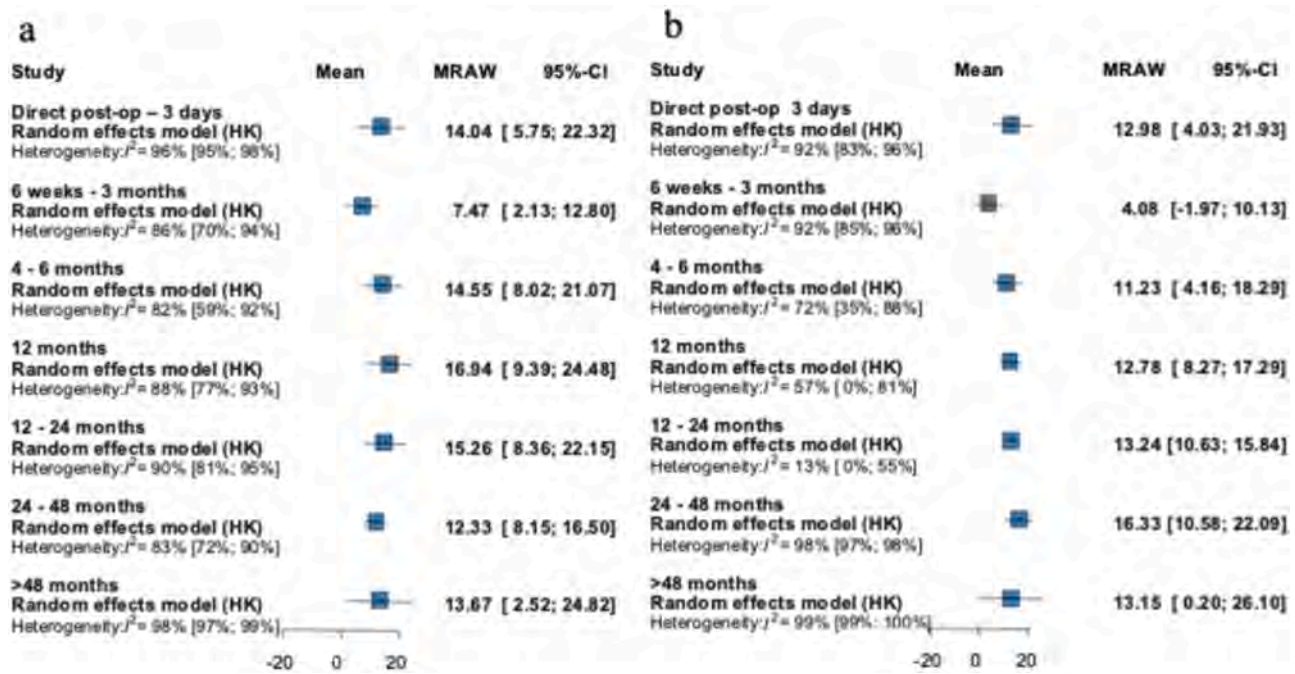 a
Study Mean MRAW 95%-CI
Direct post-op – 3 days
Random effects model (HK) 14.04 [ 5.75; 22.32]
Heterogeneity: I² = 96% [95%; 98%]
6 weeks - 3 months
Random effects model (HK) 7.47 [ 2.13; 12.80]
Heterogeneity: I² = 86% [70%; 94%]
4 - 6 months
Random effects model (HK) 14.55 [ 8.02; 21.07]
Heterogeneity: I² = 82% [59%; 92%]
12 months
Random effects model (HK) 16.94 [ 9.39; 24.48]
Heterogeneity: I² = 88% [77%; 93%]
12 - 24 months
Random effects model (HK) 15.26 [ 8.36; 22.15]
Heterogeneity: I² = 90% [81%; 95%]
24 - 48 months
Random effects model (HK) 12.33 [ 8.15; 16.50]
Heterogeneity: I² = 83% [72%; 90%]
>48 months
Random effects model (HK) 13.67 [ 2.52; 24.82]
Heterogeneity: I² = 98% [97%; 99%]
-20 0 20
b
Study Mean MRAW 95%-CI
Direct post-op 3 days
Random effects model (HK) 12.98 [ 4.03; 21.93]
Heterogeneity: I² = 92% [83%; 96%]
6 weeks - 3 months
Random effects model (HK) 4.08 [-1.97; 10.13]
Heterogeneity: I² = 92% [85%; 96%]
4 - 6 months
Random effects model (HK) 11.23 [ 4.16; 18.29]
Heterogeneity: I² = 72% [35%; 88%]
12 months
Random effects model (HK) 12.78 [ 8.27; 17.29]
Heterogeneity: I² = 57% [ 0%; 81%]
12 - 24 months
Random effects model (HK) 13.24 [10.63; 15.84]
Heterogeneity: I² = 13% [ 0%; 55%]
24 - 48 months
Random effects model (HK) 16.33 [10.58; 22.09]
Heterogeneity: I² = 98% [97%; 98%]
>48 months
Random effects model (HK) 13.15 [ 0.20; 26.10]
Heterogeneity: I² = 99% [99%; 100%]
-20 0 20